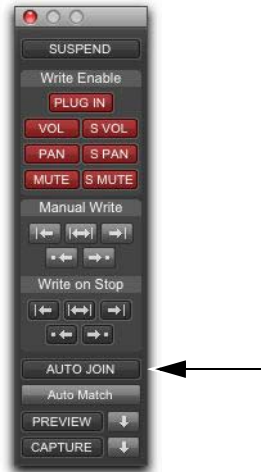 SUSPEND
Write Enable
PLUG IN
VOL S VOL
PAN S PAN
MUTE S MUTE
Manual Write
Write on Stop
AUTO JOIN
Auto Match
PREVIEW
CAPTURE